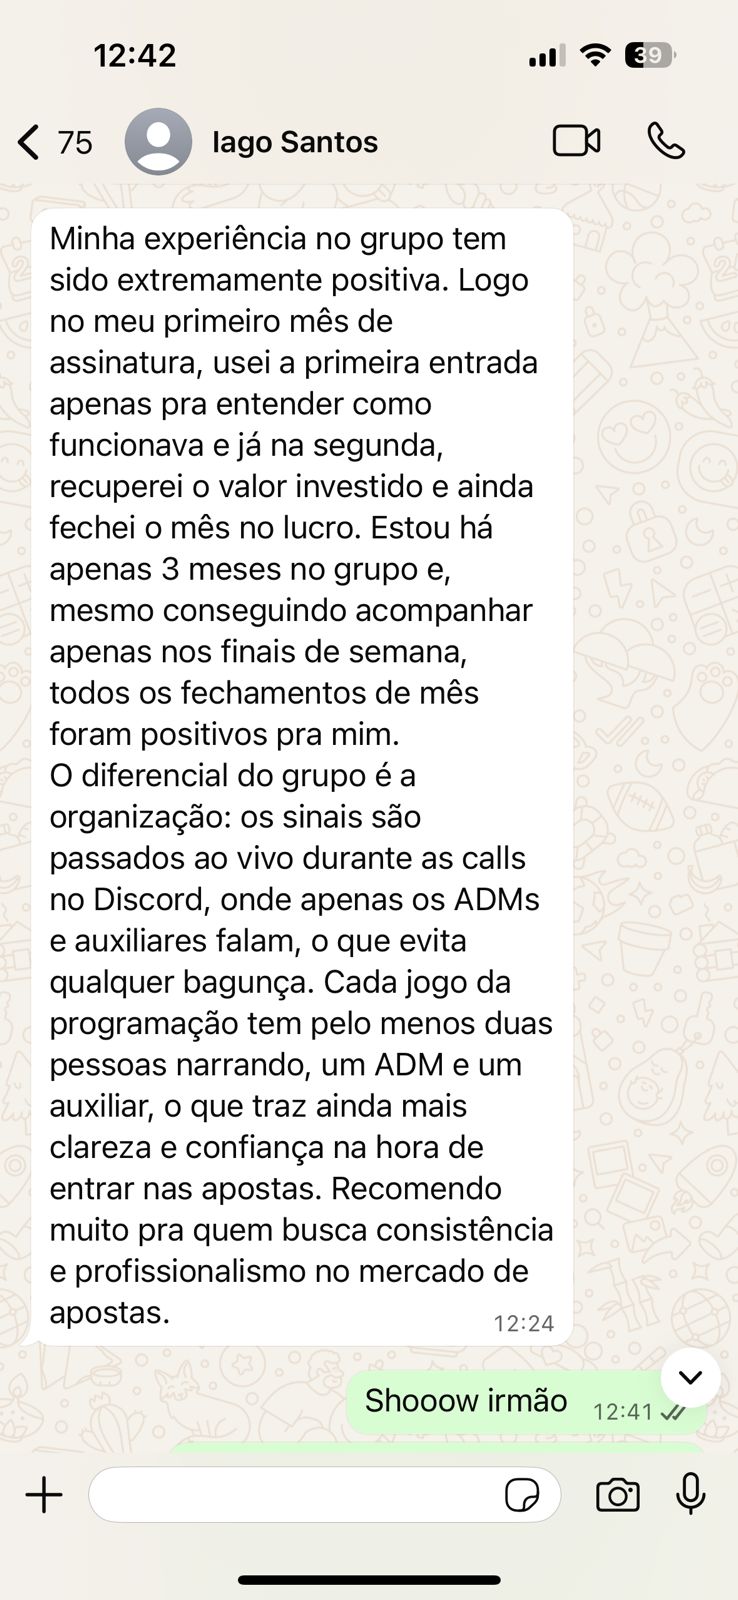 12:42
39
75
Iago Santos
Minha experiência no grupo tem
sido extremamente positiva. Logo
no meu primeiro mês de
assinatura, usei a primeira entrada
apenas pra entender como
funcionava e já na segunda,
recuperei o valor investido e ainda
fechei o mês no lucro. Estou há
apenas 3 meses no grupo e,
mesmo conseguindo acompanhar
apenas nos finais de semana,
todos os fechamentos de mês
foram positivos pra mim.
O diferencial do grupo é a
organização: os sinais são
passados ao vivo durante as calls
no Discord, onde apenas os ADMs
e auxiliares falam, o que evita
qualquer bagunça. Cada jogo da
programação tem pelo menos duas
pessoas narrando, um ADM e um
auxiliar, o que traz ainda mais
clareza e confiança na hora de
entrar nas apostas. Recomendo
muito pra quem busca consistência
e profissionalismo no mercado de
apostas.
12:24
Shooow irmão
12:41